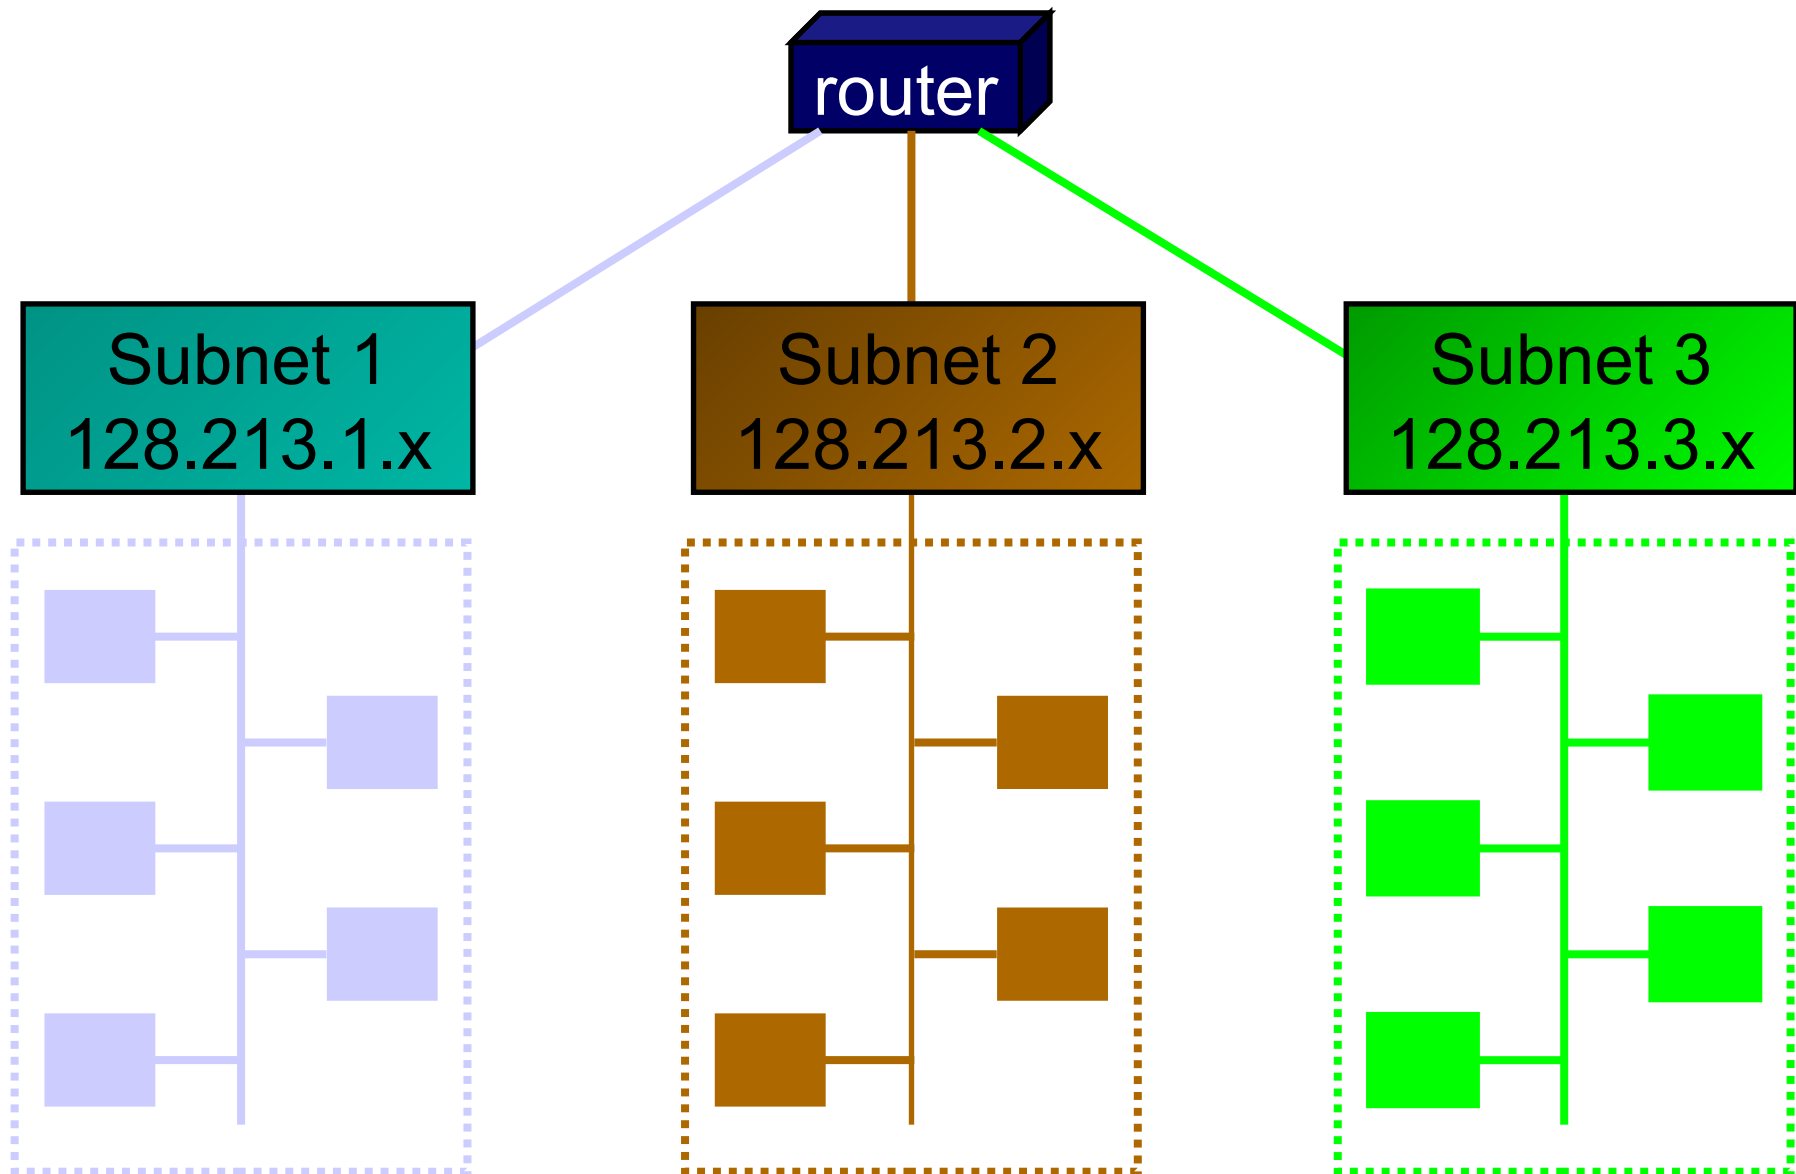 router
Subnet 1
128.213.1.x
Subnet 2
128.213.2.x
Subnet 3
128.213.3.x